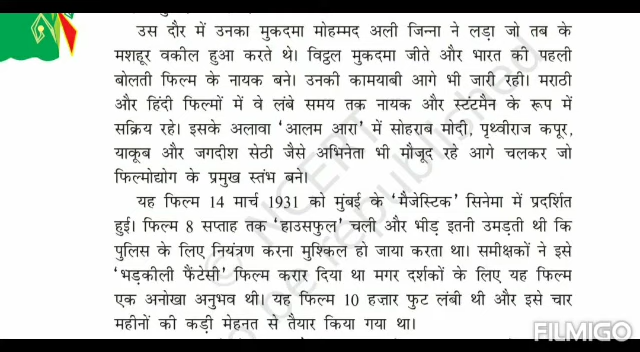 उस दौर में उनका मुकदमा मोहम्मद अली जिन्ना ने लड़ा जो तब के
मशहूर वकील हुआ करते थे। विट्ठल मुकदमा जीते और भारत की पहली
बोलती फिल्म के नायक बने। उनकी कामयाबी आगे भी जारी रही। मराठी
और हिंदी फिल्मों में वे लंबे समय तक नायक और स्टंटमैन के रूप में
सक्रिय रहे। इसके अलावा ‘आलम आरा’ में सोहराब मोदी, पृथ्वीराज कपूर,
याकूब और जगदीश सेठी जैसे अभिनेता भी मौजूद रहे आगे चलकर जो
फिल्मोद्योग के प्रमुख स्तंभ बने।
यह फिल्म 14 मार्च 1931 को मुंबई के ‘मैजेस्टिक’ सिनेमा में प्रदर्शित
हुई। फिल्म 8 सप्ताह तक ‘हाउसफुल’ चली और भीड़ इतनी उमड़ती थी कि
पुलिस के लिए नियंत्रण करना मुश्किल हो जाया करता था। समीक्षकों ने इसे
‘भड़कीली फैंटेसी’ फिल्म करार दिया था मगर दर्शकों के लिए यह फिल्म
एक अनोखा अनुभव थी। यह फिल्म 10 हज़ार फुट लंबी थी और इसे चार
महीनों की कड़ी मेहनत से तैयार किया गया था।
© NCERT
be republished
FILMIGO